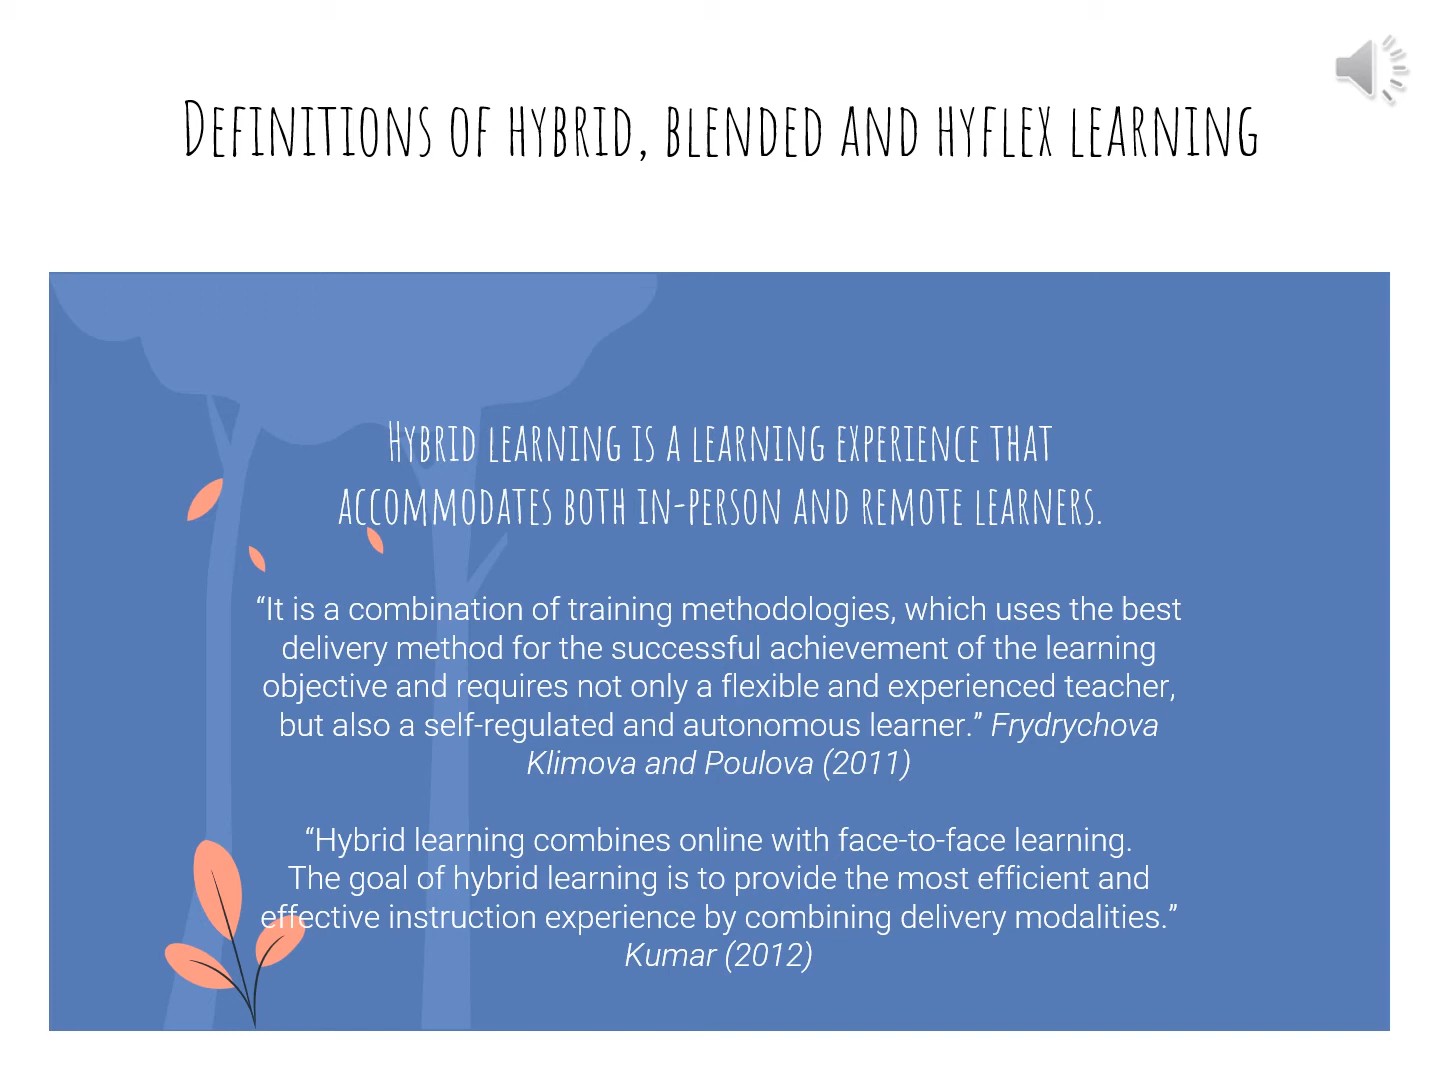 Definitions of hybrid, blended and hyflex learning
Hybrid learning is a learning experience that
accommodates both in-person and remote learners.
“It is a combination of training methodologies, which uses the best
delivery method for the successful achievement of the learning
objective and requires not only a flexible and experienced teacher,
but also a self-regulated and autonomous learner.” Frydrychova
Klimova and Poulova (2011)
“Hybrid learning combines online with face-to-face learning.
The goal of hybrid learning is to provide the most efficient and
effective instruction experience by combining delivery modalities.”
Kumar (2012)